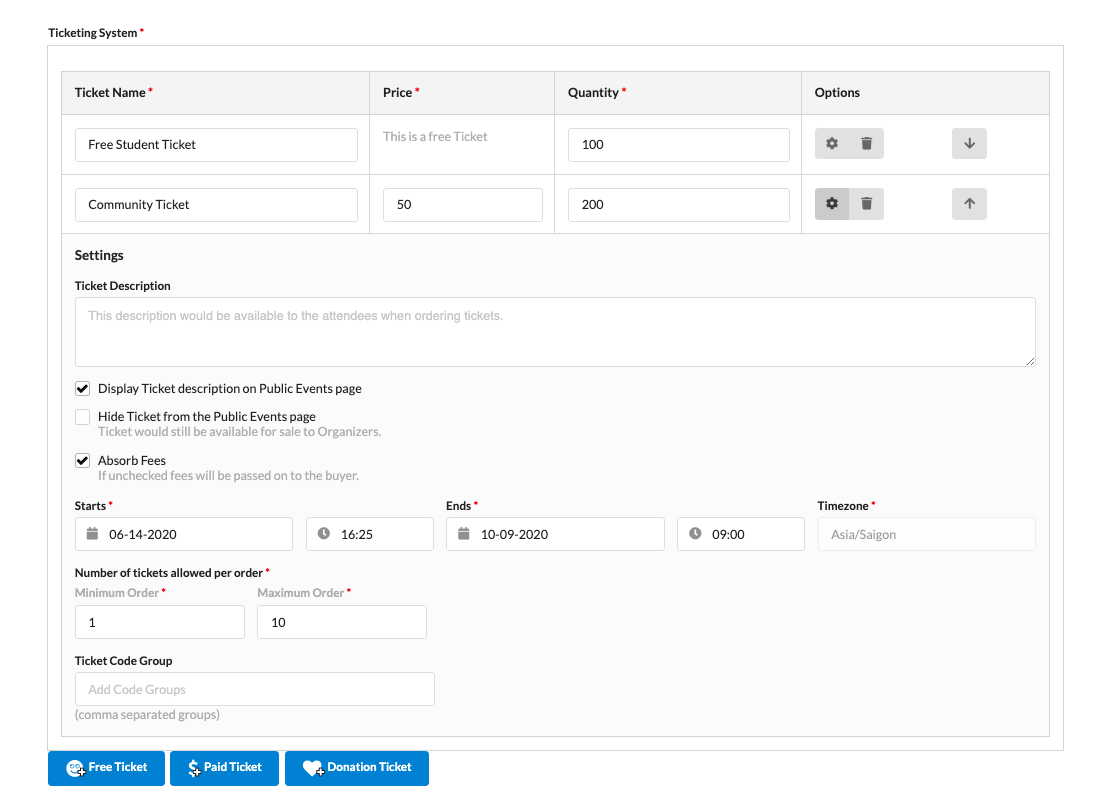 Ticketing System *
Ticket Name * Price * Quantity * Options
Free Student Ticket This is a free Ticket 100
Community Ticket 50 200
Settings
Ticket Description
This description would be available to the attendees when ordering tickets.
Display Ticket description on Public Events page
Hide Ticket from the Public Events page
Ticket would still be available for sale to Organizers.
Absorb Fees
If unchecked fees will be passed on to the buyer.
Starts * Ends * Timezone *
06-14-2020 16:25 10-09-2020 09:00 Asia/Saigon
Number of tickets allowed per order *
Minimum Order * Maximum Order *
1 10
Ticket Code Group
Add Code Groups
(comma separated groups)
Free Ticket Paid Ticket Donation Ticket